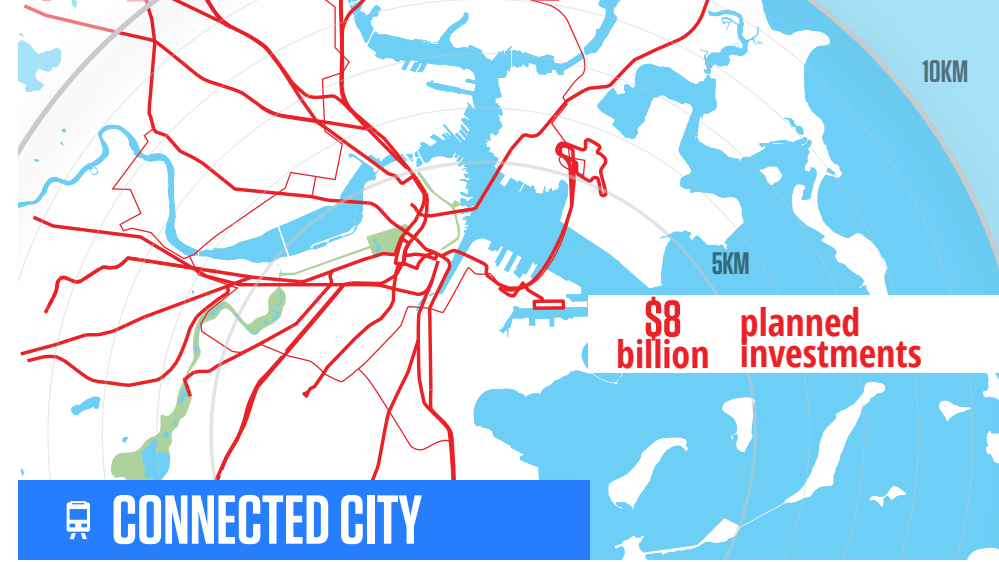 10KM
5KM
$8
billion
planned
investments
CONNECTED CITY